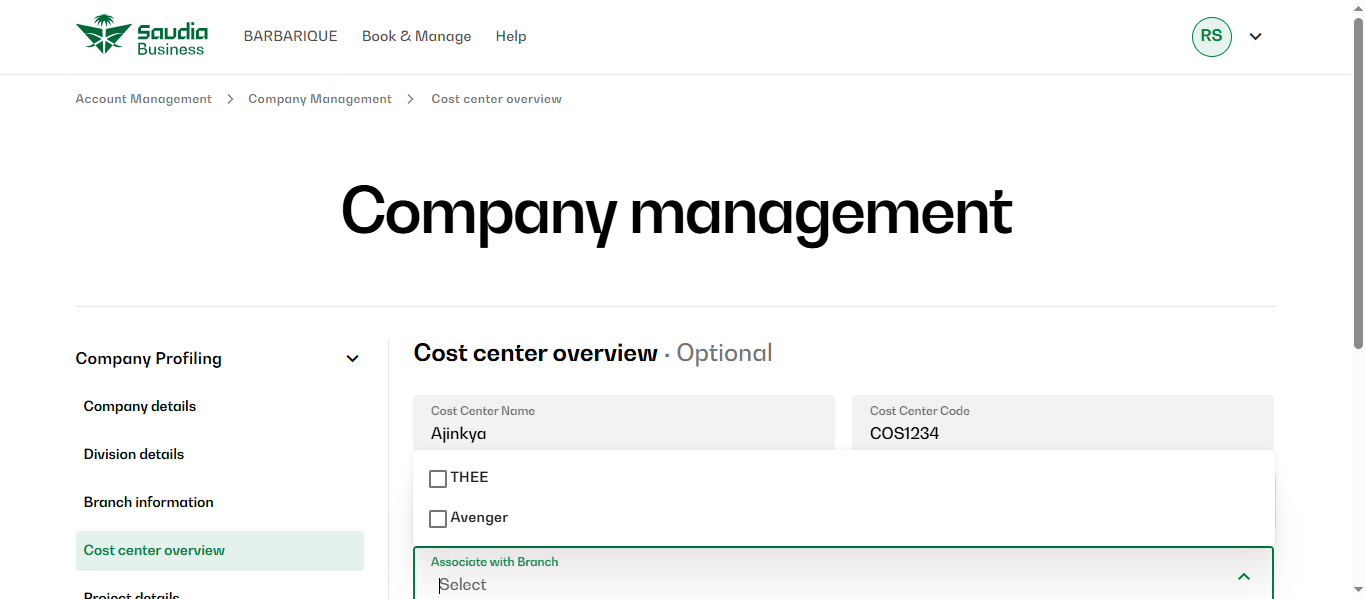 Saudia
Business
BARBARIQUE Book & Manage Help
RS
Account Management Company Management Cost center overview
Company management
Company Profiling
Company details
Division details
Branch information
Cost center overview
Project details
Cost center overview · Optional
Cost Center Name
Ajinkya
Cost Center Code
COS1234
THEE
Avenger
Associate with Branch
Select